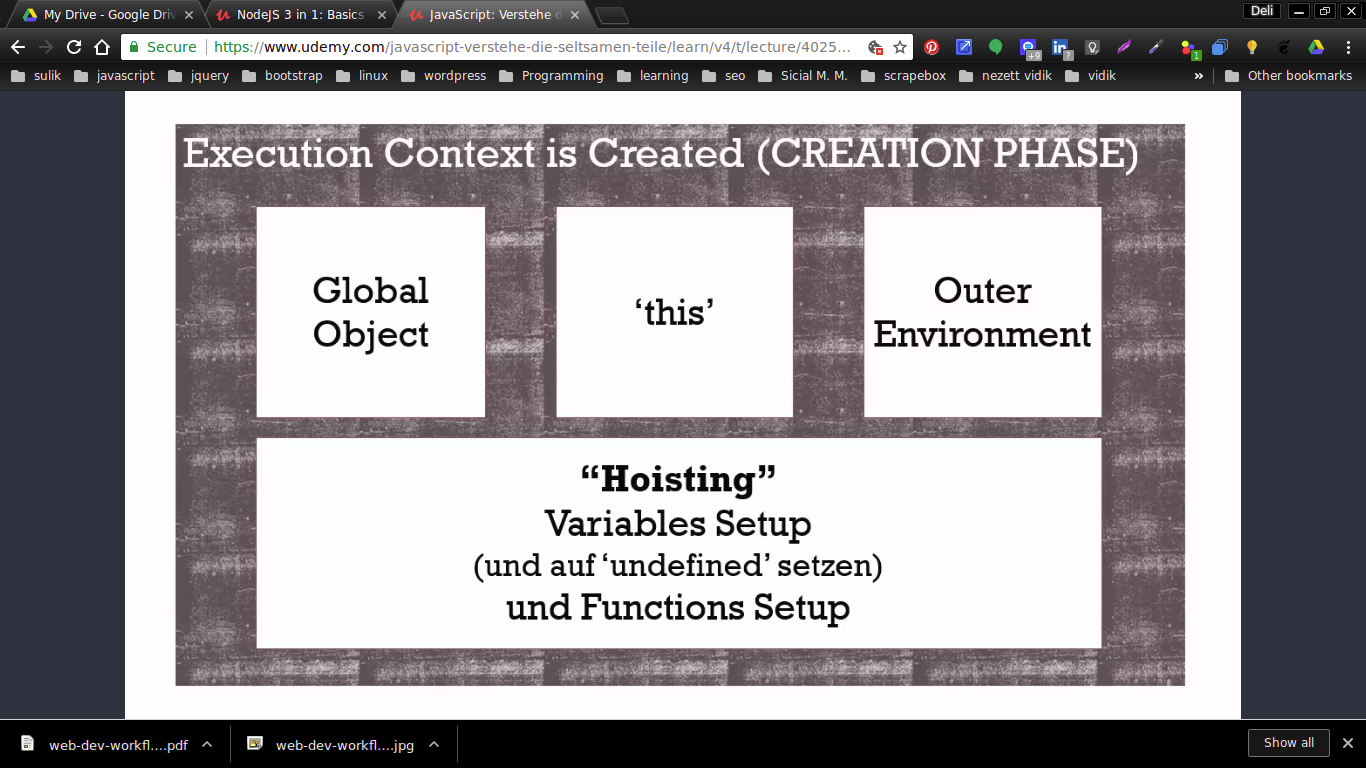 My Drive - Google Driv
NodeJS 3 in 1: Basics
JavaScript: Verstehe d
Deli
Secure
https://www.udemy.com/javascript-verstehe-die-seltsamen-teile/learn/v4/t/lecture/4025...
+9
?
1
sulik
javascript
jquery
bootstrap
linux
wordpress
Programming
learning
seo
Sicial M. M.
scrapebox
nezett vidik
vidik
»
Other bookmarks
Execution Context is Created (CREATION PHASE)
Global
Object
‘this’
Outer
Environment
“Hoisting”
Variables Setup
(und auf ‘undefined’ setzen)
und Functions Setup
web-dev-workfl....pdf
web-dev-workfl....jpg
Show all